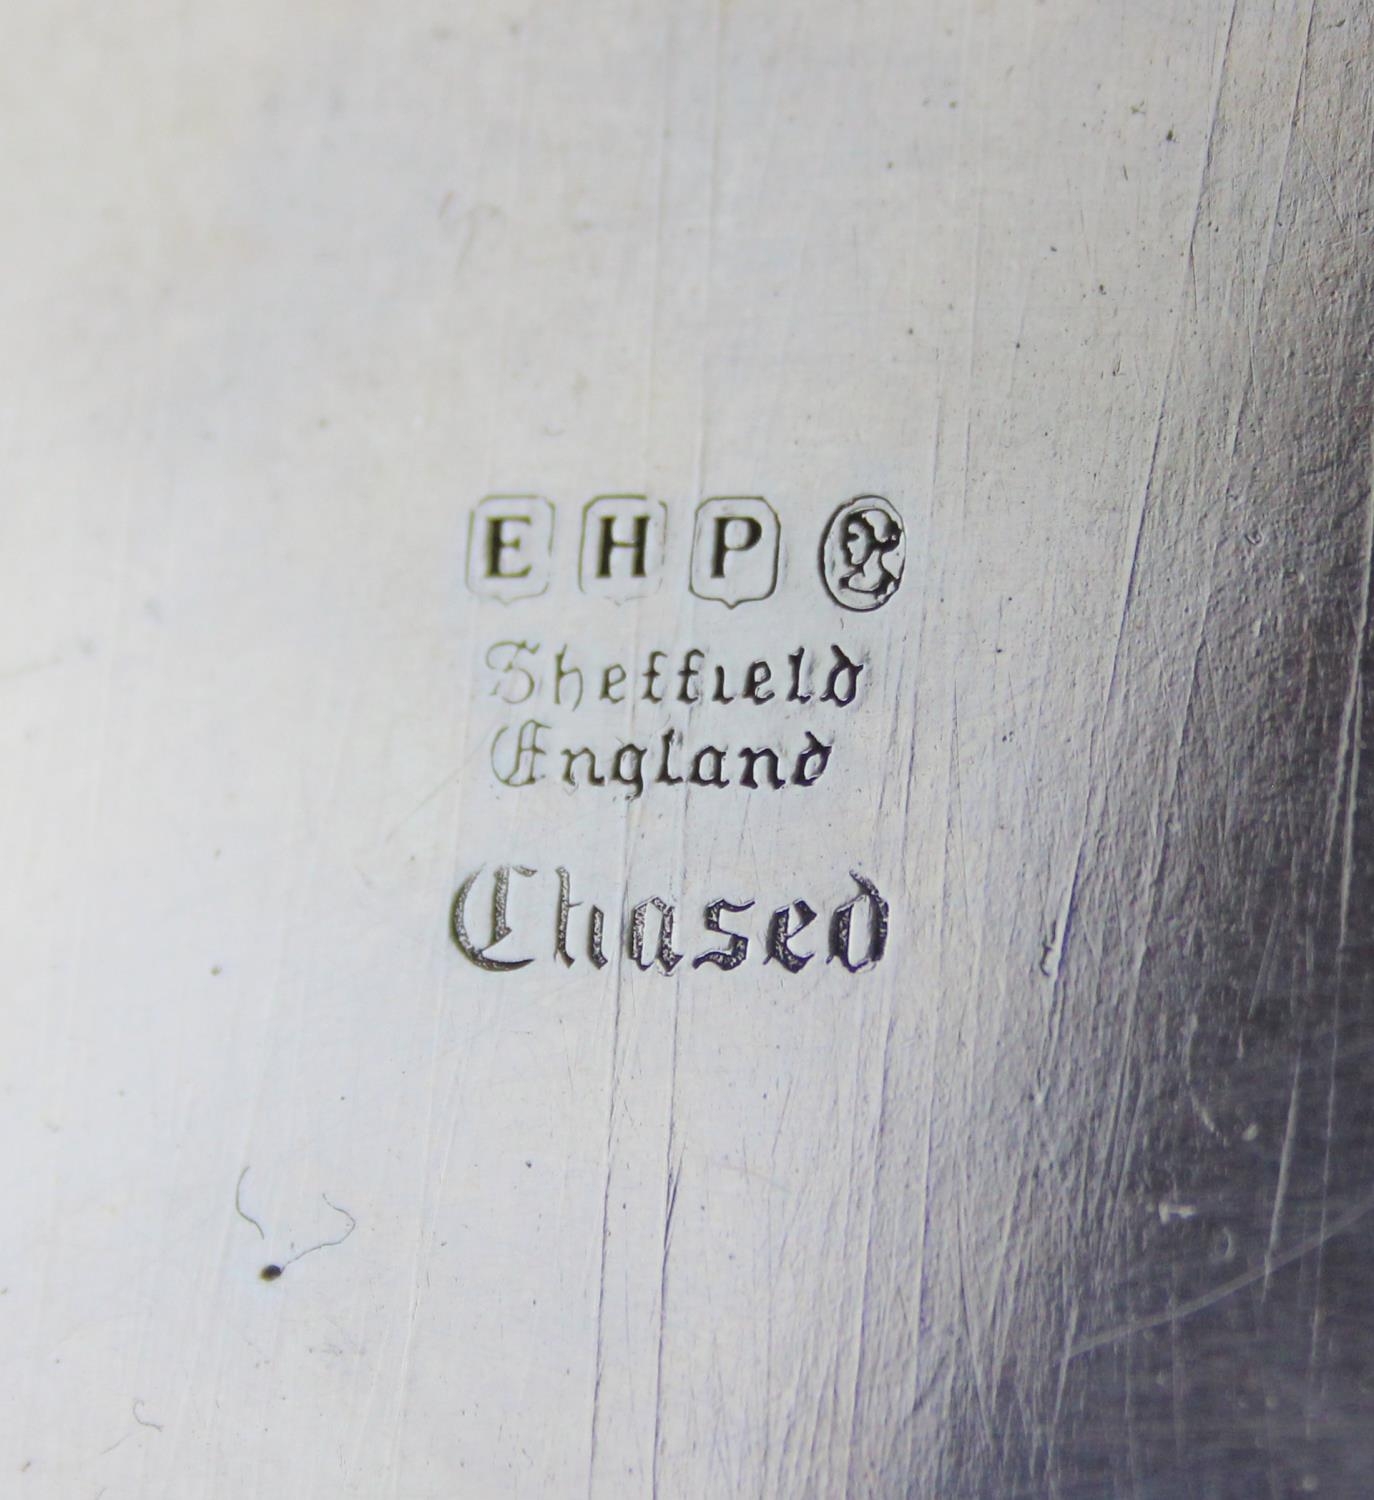 E H P
Sheffield
England
Chased